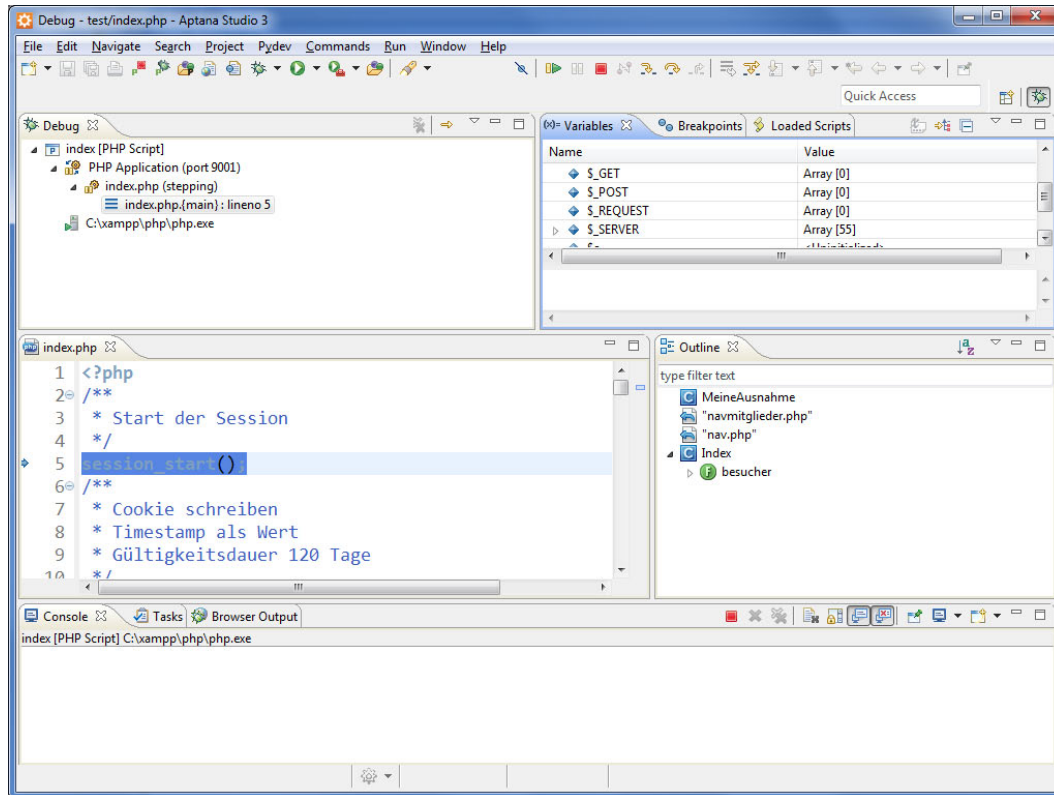 Debug - test/index.php - Aptana Studio 3
File Edit Navigate Search Project Pydev Commands Run Window Help
Quick Access
Debug
index [PHP Script]
PHP Application (port 9001)
index.php (stepping)
index.php.{main} : lineno 5
C:\xampp\php\php.exe
(x)= Variables Breakpoints Loaded Scripts
Name Value
$_GET Array [0]
$_POST Array [0]
$_REQUEST Array [0]
$_SERVER Array [55]
index.php
1 <?php
2 /**
3 * Start der Session
4 */
5 session_start();
6 /**
7 * Cookie schreiben
8 * Timestamp als Wert
9 * Gültigkeitsdauer 120 Tage
10 */
Outline
type filter text
MeineAusnahme
"navmitglieder.php"
"nav.php"
Index
besucher
Console Tasks Browser Output
index [PHP Script] C:\xampp\php\php.exe